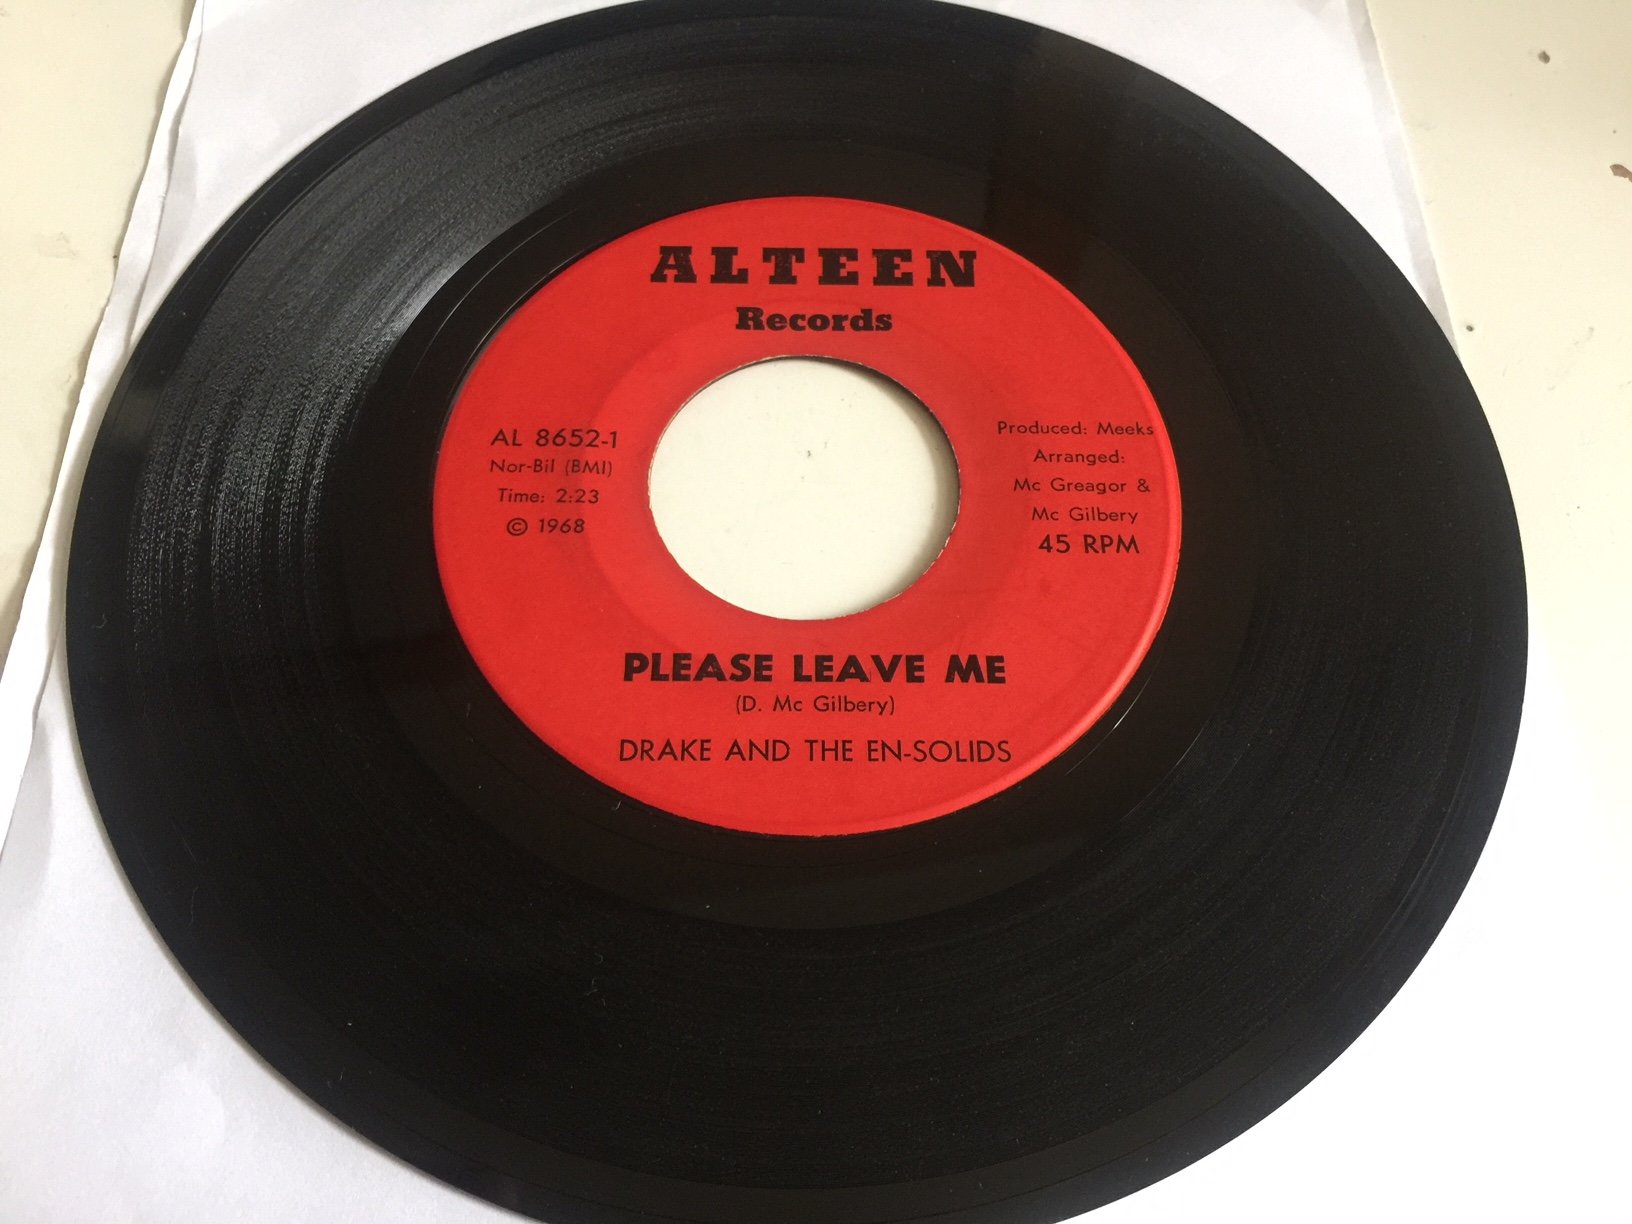 ALTEEN
Records
AL 8652-1
Nor-Bil (BMI)
Time: 2:23
© 1968
Produced: Meeks
Arranged:
Mc Greagor &
Mc Gilbery
45 RPM
PLEASE LEAVE ME
(D. Mc Gilbery)
DRAKE AND THE EN-SOLIDS